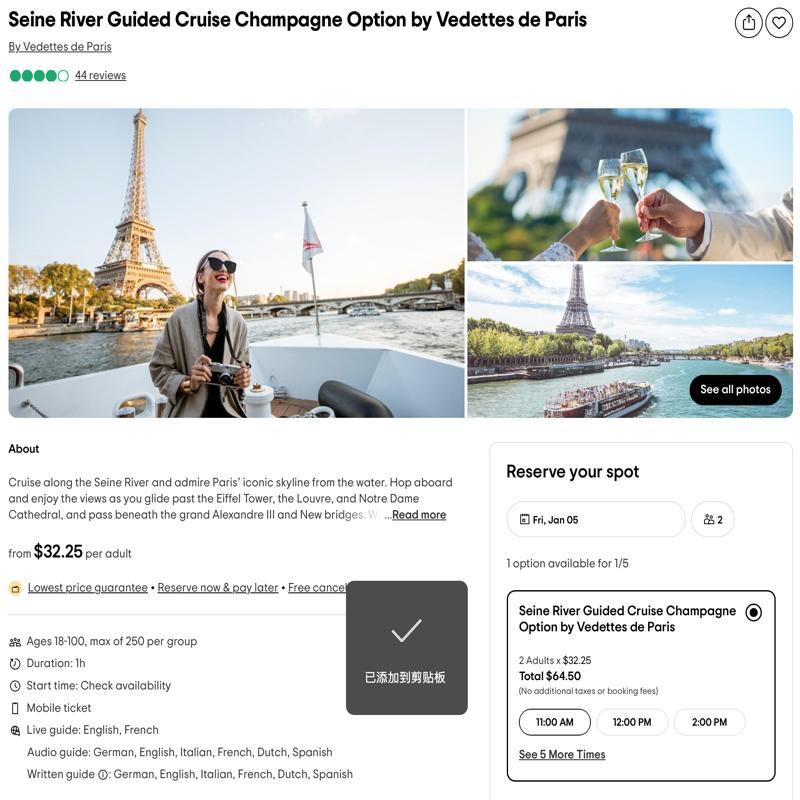 Seine River Guided Cruise Champagne Option by Vedettes de Paris
By Vedettes de Paris
44 reviews
See all photos
About
Cruise along the Seine River and admire Paris' iconic skyline from the water. Hop aboard
and enjoy the views as you glide past the Eiffel Tower, the Louvre, and Notre Dame
Cathedral, and pass beneath the grand Alexandre III and New bridges. W ...Read more
from $32.25 per adult
Lowest price guarantee • Reserve now & pay later • Free cancel
Ages 18-100, max of 250 per group
Duration: 1h
Start time: Check availability
Mobile ticket
Live guide: English, French
Audio guide: German, English, Italian, French, Dutch, Spanish
Written guide : German, English, Italian, French, Dutch, Spanish
已添加到剪贴板
Reserve your spot
Fri, Jan 05
2
1 option available for 1/5
Seine River Guided Cruise Champagne
Option by Vedettes de Paris
2 Adults x $32.25
Total $64.50
(No additional taxes or booking fees)
11:00 AM
12:00 PM
2:00 PM
See 5 More Times